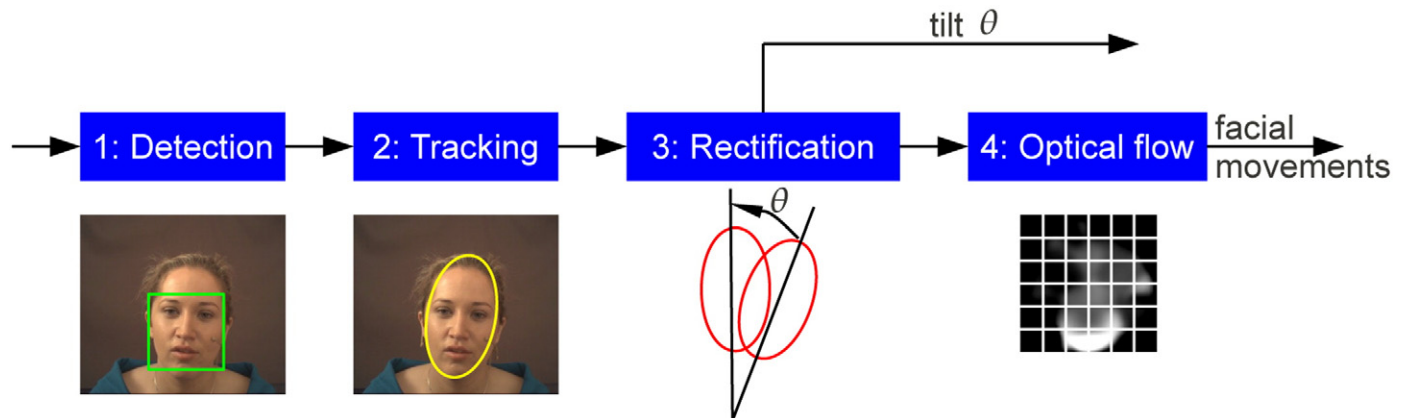 tilt θ
1: Detection
2: Tracking
3: Rectification
4: Optical flow
facial
movements
θ